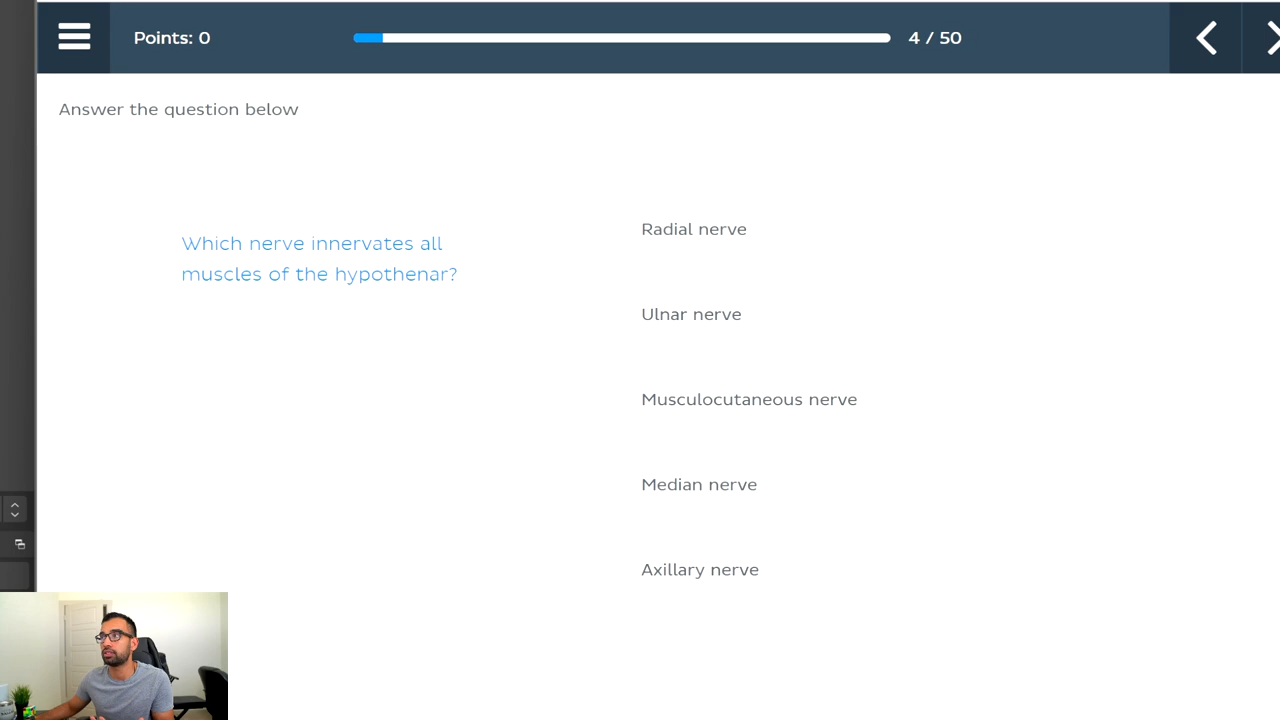 Points: 0
4 / 50
Answer the question below
Which nerve innervates all
muscles of the hypothenar?
Radial nerve
Ulnar nerve
Musculocutaneous nerve
Median nerve
Axillary nerve